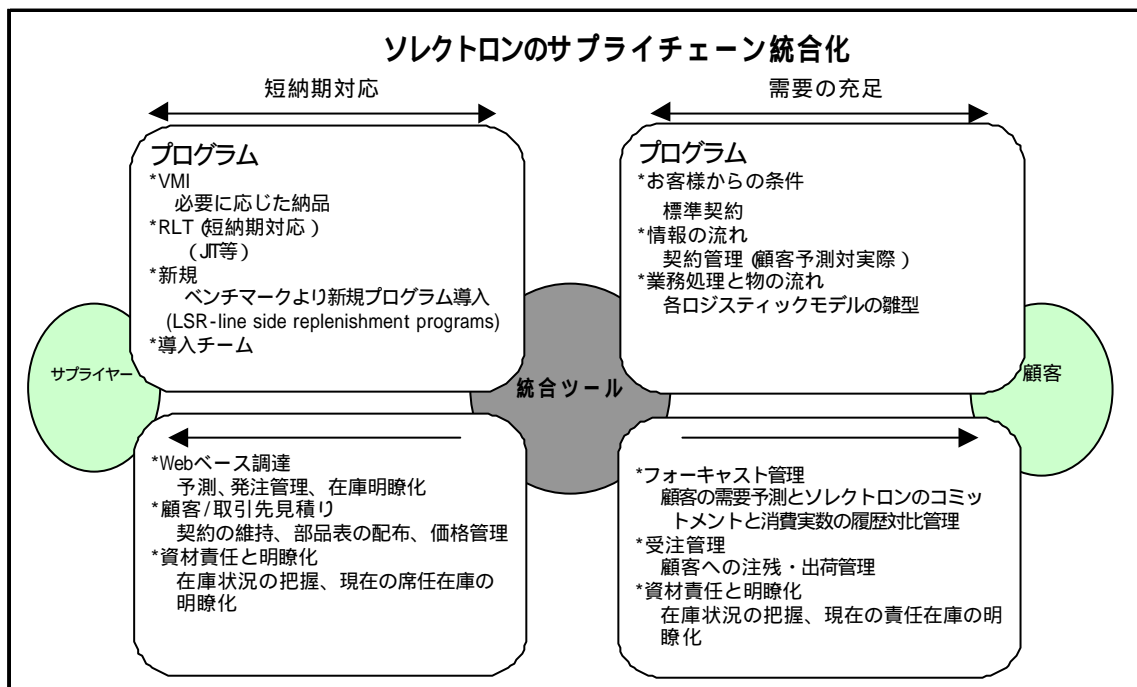 ソレクトロンのサプライチェーン統合化
短納期対応
需要の充足
プログラム
*VMI
必要に応じた納品
*RLT (短納期対応)
(JIT等)
*新規
ベンチマークより新規プログラム導入
(LSR-line side replenishment programs)
*導入チーム
プログラム
*お客様からの条件
標準契約
*情報の流れ
契約管理 (顧客予測対実際)
*業務処理と物の流れ
各ロジスティックモデルの雛型
サプライヤー
統合ツール
顧客
*Webベース調達
予測、発注管理、在庫明瞭化
*顧客/取引先見積り
契約の維持、部品表の配布、価格管理
*資材責任と明瞭化
在庫状況の把握、現在の席任在庫の
明瞭化
*フォーキャスト管理
顧客の需要予測とソレクトロンのコミッ
トメントと消費実数の履歴対比管理
*受注管理
顧客への注残・出荷管理
*資材責任と明瞭化
在庫状況の把握、現在の責任在庫の明
瞭化